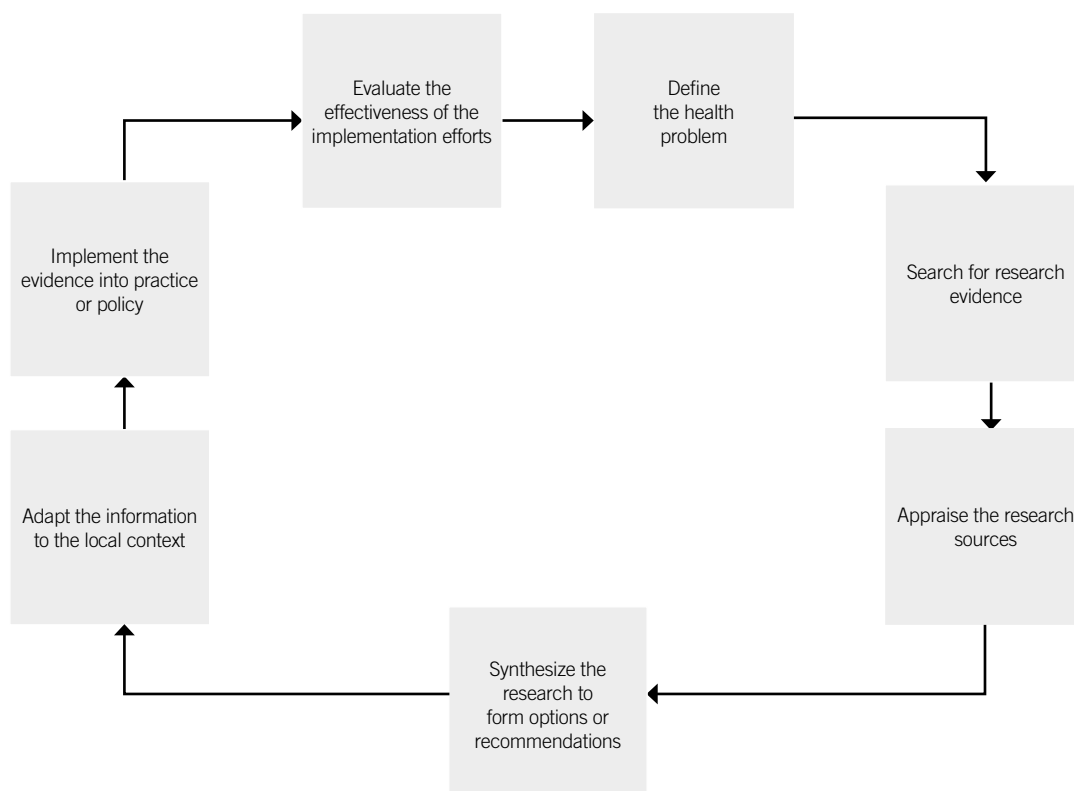 Evaluate the
effectiveness of the
implementation efforts
Define
the health
problem
Search for research
evidence
Appraise the research
sources
Synthesize the
research to
form options or
recommendations
Adapt the information
to the local context
Implement the
evidence into practice
or policy